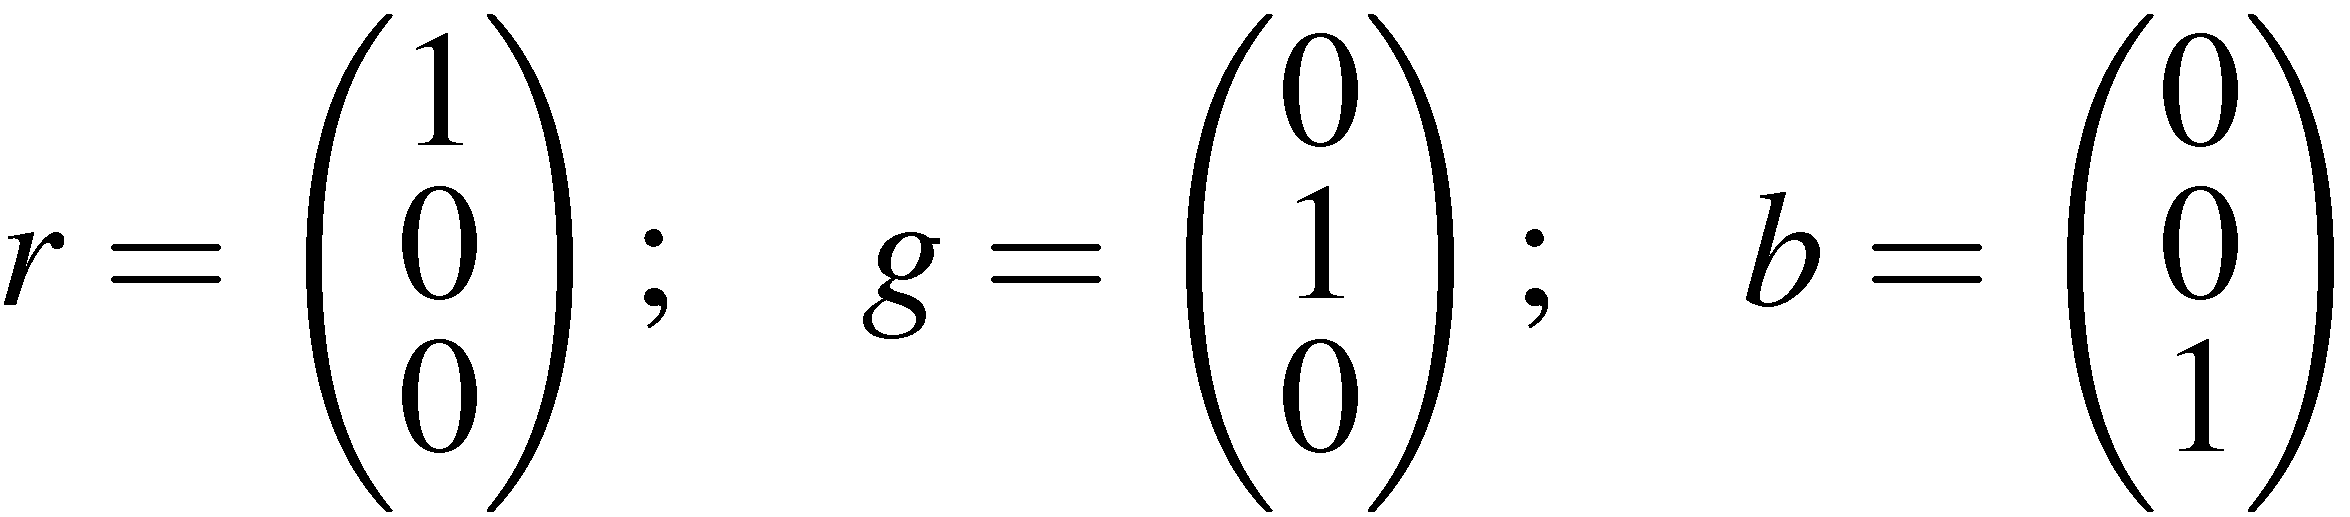 r = (1 0 0) ; g = (0 1 0) ; b = (0 0 1)